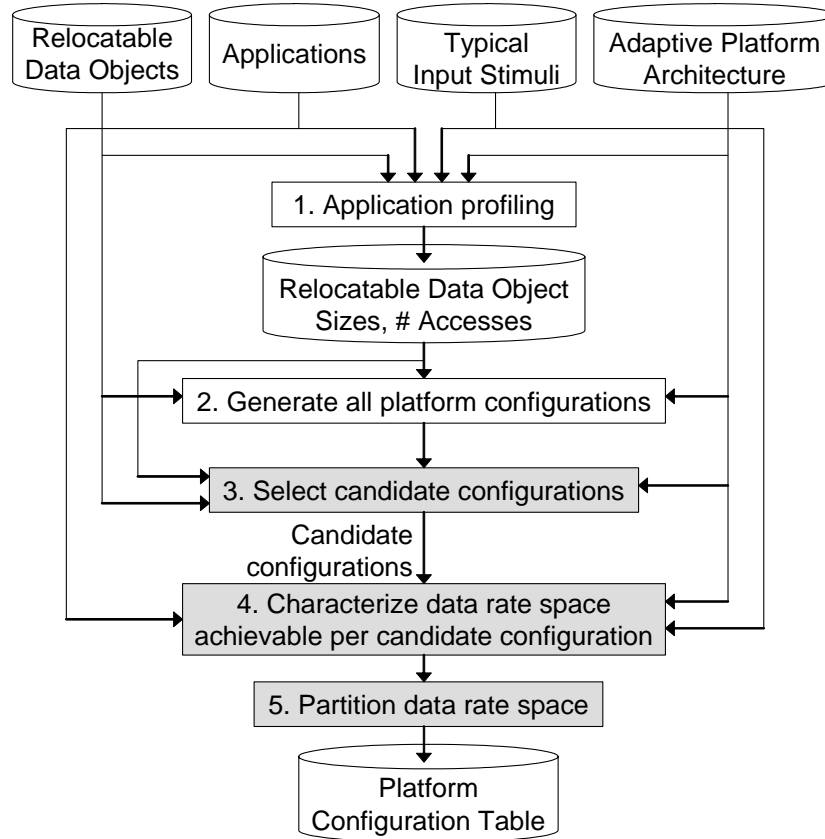 Relocatable
Data Objects
Applications
Typical
Input Stimuli
Adaptive Platform
Architecture
1. Application profiling
Relocatable Data Object
Sizes, # Accesses
2. Generate all platform configurations
3. Select candidate configurations
Candidate
configurations
4. Characterize data rate space
achievable per candidate configuration
5. Partition data rate space
Platform
Configuration Table